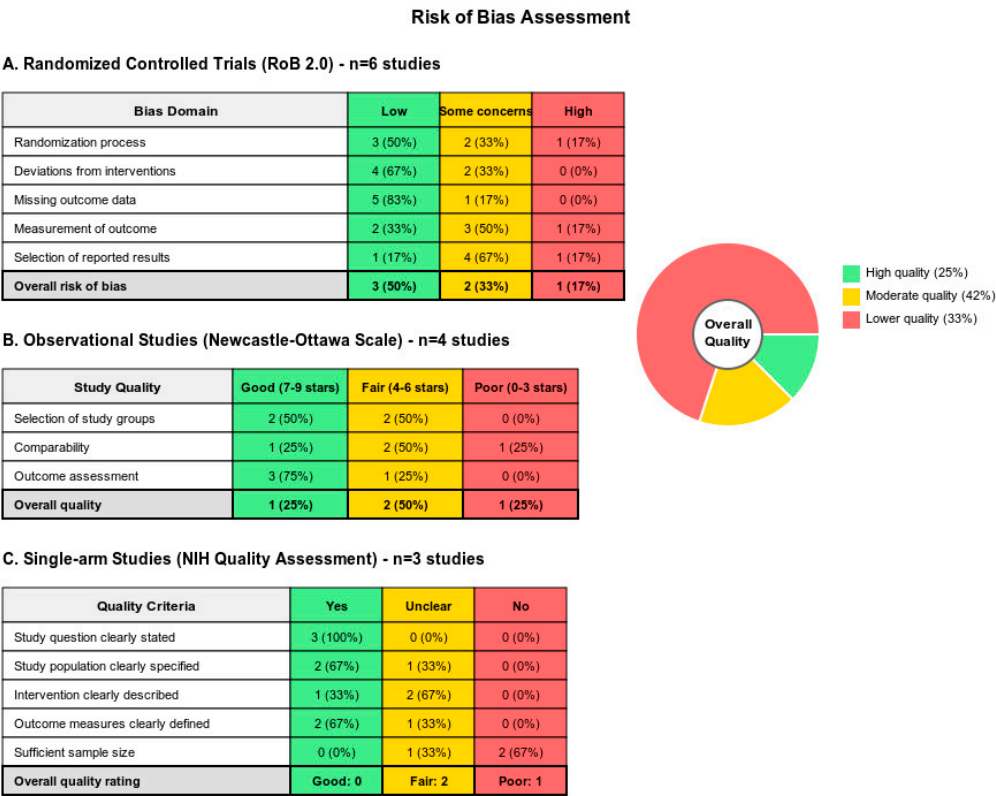 Risk of Bias Assessment
A. Randomized Controlled Trials (RoB 2.0) - n=6 studies
Bias Domain Low Some concerns High
Randomization process 3 (50%) 2 (33%) 1 (17%)
Deviations from interventions 4 (67%) 2 (33%) 0 (0%)
Missing outcome data 5 (83%) 1 (17%) 0 (0%)
Measurement of outcome 2 (33%) 3 (50%) 1 (17%)
Selection of reported results 1 (17%) 4 (67%) 1 (17%)
Overall risk of bias 3 (50%) 2 (33%) 1 (17%)
B. Observational Studies (Newcastle-Ottawa Scale) - n=4 studies
Study Quality Good (7-9 stars) Fair (4-6 stars) Poor (0-3 stars)
Selection of study groups 2 (50%) 2 (50%) 0 (0%)
Comparability 1 (25%) 2 (50%) 1 (25%)
Outcome assessment 3 (75%) 1 (25%) 0 (0%)
Overall quality 1 (25%) 2 (50%) 1 (25%)
C. Single-arm Studies (NIH Quality Assessment) - n=3 studies
Quality Criteria Yes Unclear No
Study question clearly stated 3 (100%) 0 (0%) 0 (0%)
Study population clearly specified 2 (67%) 1 (33%) 0 (0%)
Intervention clearly described 1 (33%) 2 (67%) 0 (0%)
Outcome measures clearly defined 2 (67%) 1 (33%) 0 (0%)
Sufficient sample size 0 (0%) 1 (33%) 2 (67%)
Overall quality rating Good: 0 Fair: 2 Poor: 1
Overall
Quality
High quality (25%)
Moderate quality (42%)
Lower quality (33%)